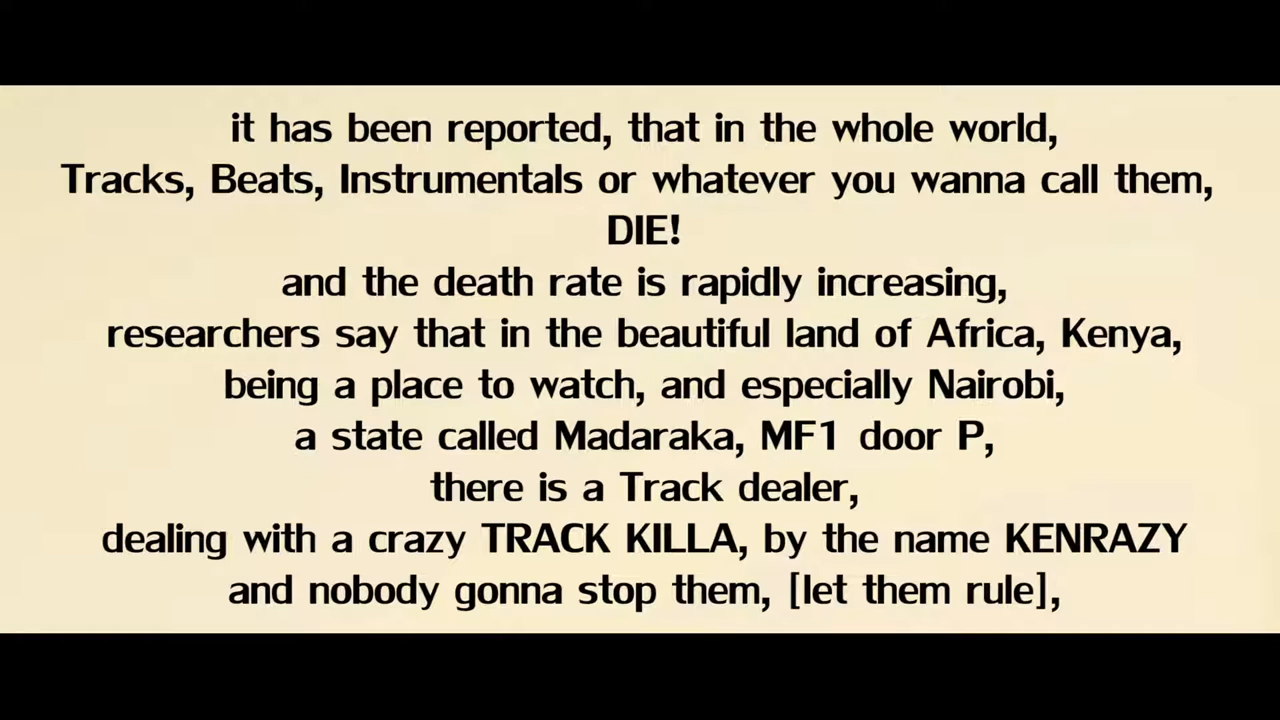 it has been reported, that in the whole world,
Tracks, Beats, Instrumentals or whatever you wanna call them,
DIE!
and the death rate is rapidly increasing,
researchers say that in the beautiful land of Africa, Kenya,
being a place to watch, and especially Nairobi,
a state called Madaraka, MF1 door P,
there is a Track dealer,
dealing with a crazy TRACK KILLA, by the name KENRAZY
and nobody gonna stop them, [let them rule],